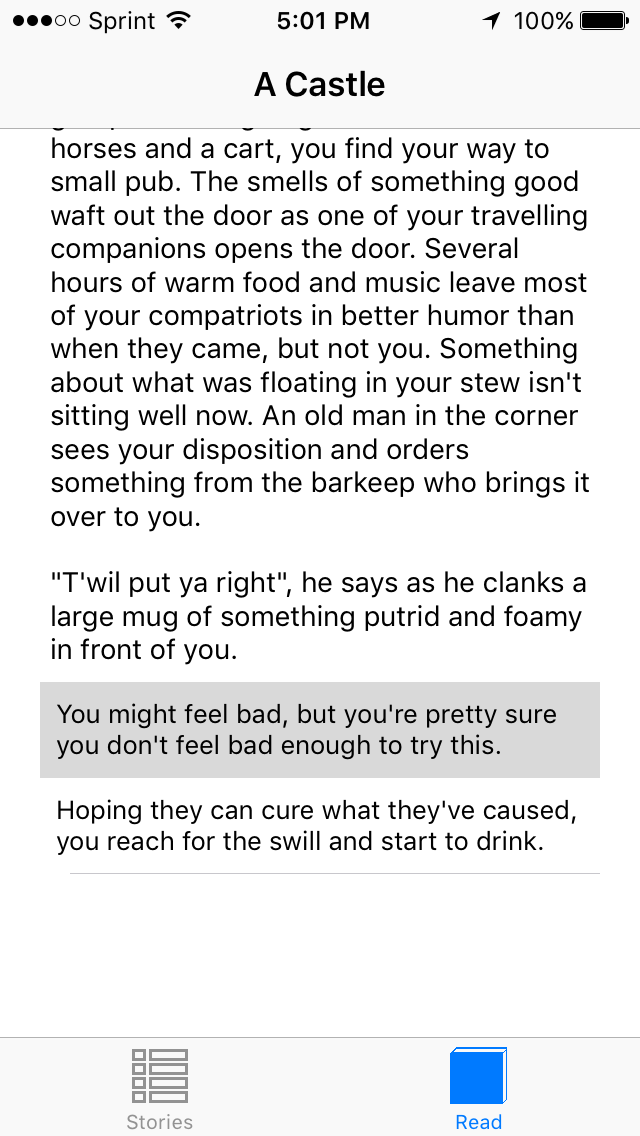 Sprint 5:01 PM 100%
A Castle
horses and a cart, you find your way to
small pub. The smells of something good
waft out the door as one of your travelling
companions opens the door. Several
hours of warm food and music leave most
of your compatriots in better humor than
when they came, but not you. Something
about what was floating in your stew isn't
sitting well now. An old man in the corner
sees your disposition and orders
something from the barkeep who brings it
over to you.
"T'wil put ya right", he says as he clanks a
large mug of something putrid and foamy
in front of you.
You might feel bad, but you're pretty sure
you don't feel bad enough to try this.
Hoping they can cure what they've caused,
you reach for the swill and start to drink.
Stories Read